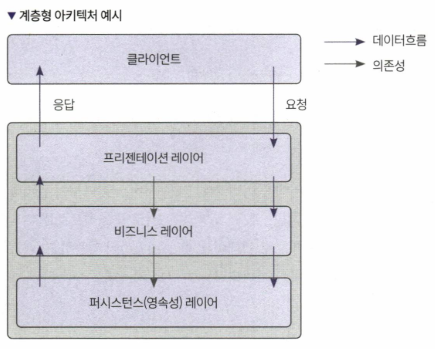 ▼ 계층형 아키텍처 예시
클라이언트
데이터흐름
의존성
응답
요청
프리젠테이션 레이어
비즈니스 레이어
퍼시스턴스(영속성) 레이어